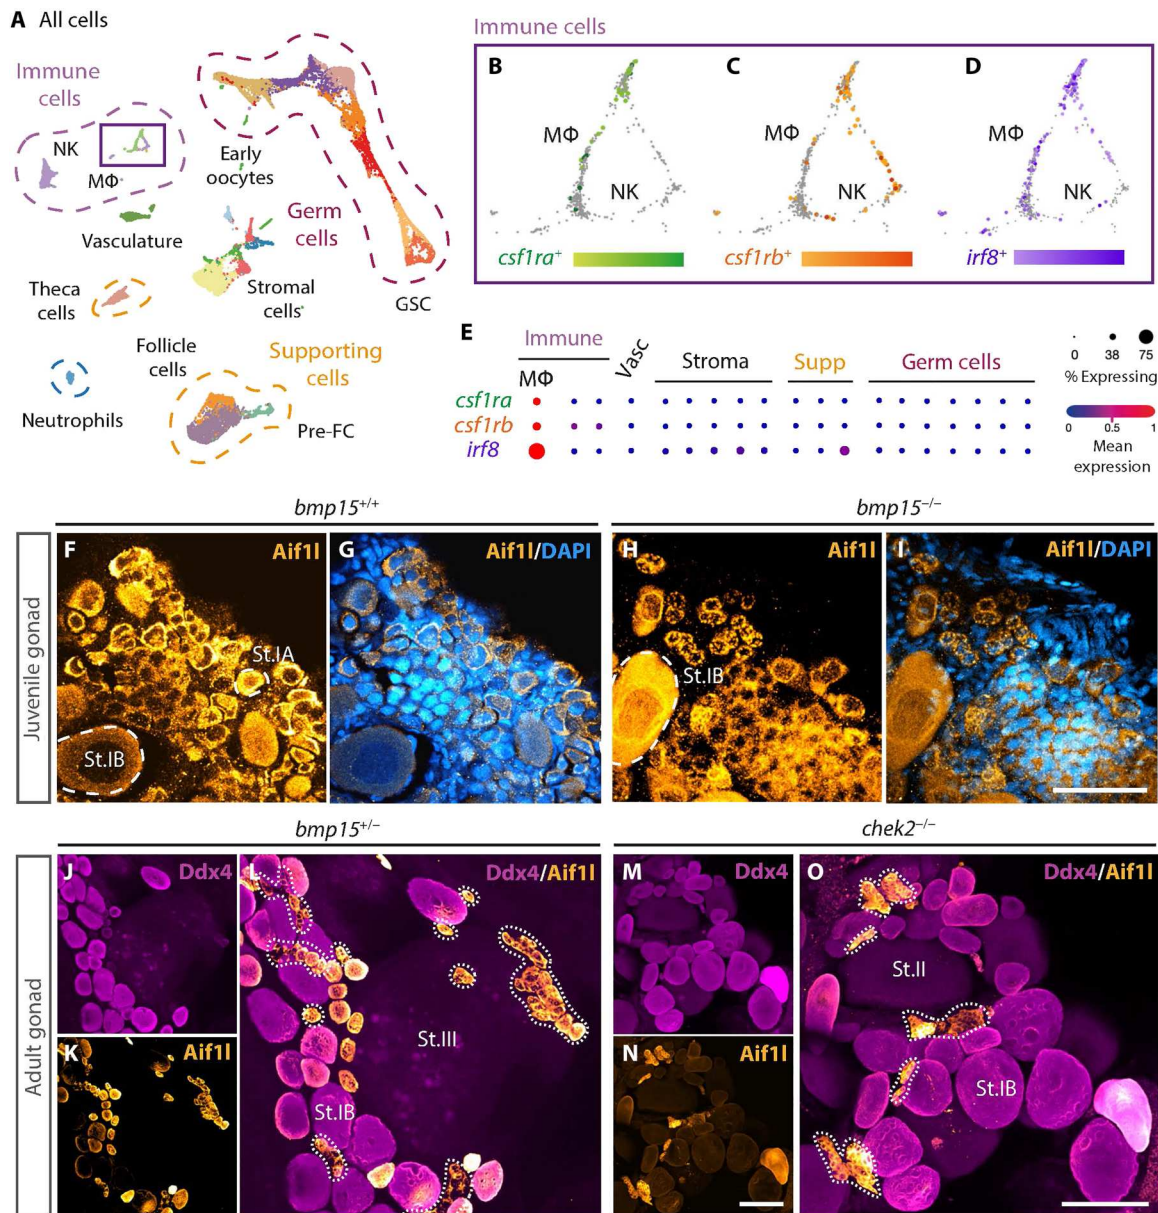 A All cells
Immune
cells
NK
MΦ
Vasculature
Theca
cells
Neutrophils
Early
oocytes
Germ
cells
Stromal
cells
GSC
Follicle
cells
Supporting
cells
Pre-FC
Immune cells
B
C
D
MΦ
NK
MΦ
NK
MΦ
NK
csf1ra⁺
csf1rb⁺
irf8⁺
E
Immune
Vasc
Stroma
Supp
Germ cells
MΦ
csf1ra
csf1rb
irf8
0 38 75
% Expressing
0 0.5 1
Mean
expression
bmp15⁺/⁺
bmp15⁻/⁻
Juvenile gonad
F Aif1l
St.IA
St.IB
G Aif1l/DAPI
H Aif1l
St.IB
I Aif1l/DAPI
bmp15⁺/⁻
chek2⁻/⁻
Adult gonad
J Ddx4
K Aif1l
L Ddx4/Aif1l
St.III
St.IB
M Ddx4
N Aif1l
O Ddx4/Aif1l
St.II
St.IB